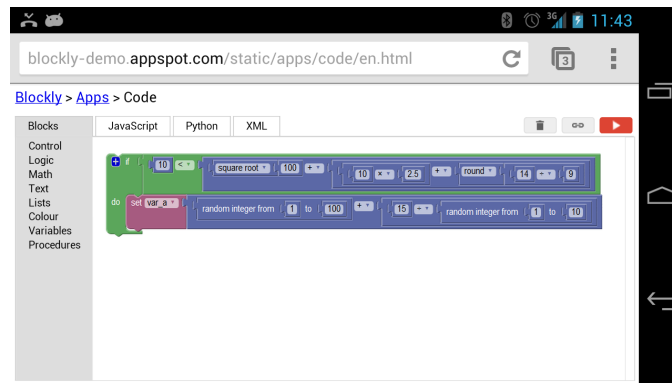 3G 11:43
blockly-demo.appspot.com/static/apps/code/en.html 3
Blockly > Apps > Code
Blocks JavaScript Python XML
Control
Logic
Math
Text
Lists
Colour
Variables
Procedures
if 10 < square root 100 + 10 × 2.5 + round 14 ÷ 9
do set var_a random integer from 1 to 100 + 15 ÷ random integer from 1 to 10